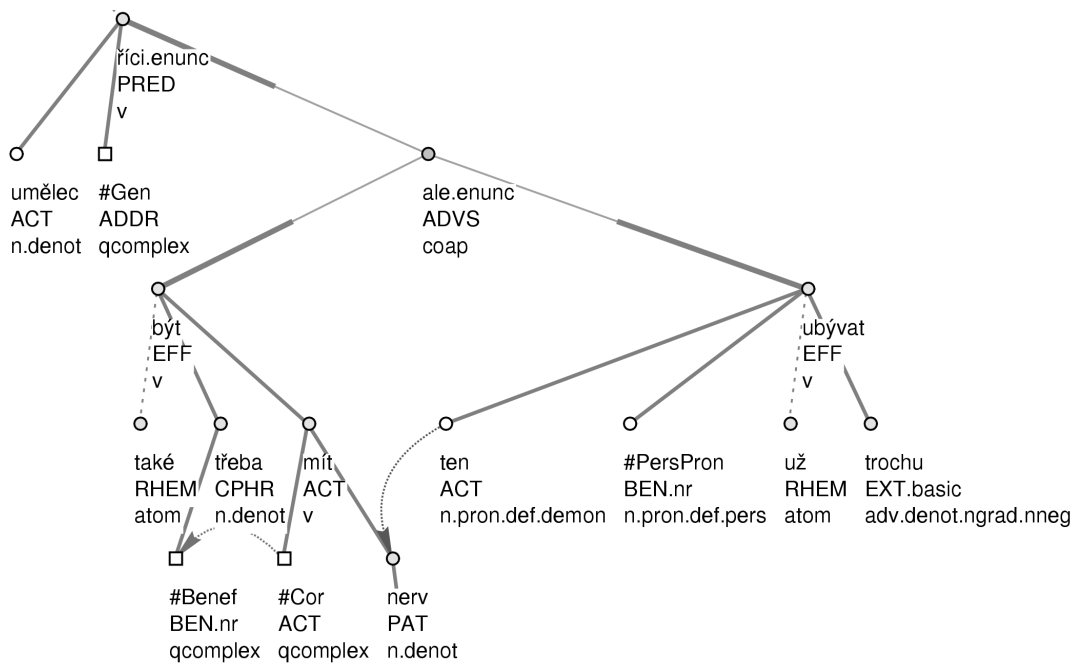 říci.enunc
PRED
v
umělec
ACT
n.denot
#Gen
ADDR
qcomplex
ale.enunc
ADVS
coap
být
EFF
v
ubývat
EFF
v
také
RHEM
atom
třeba
CPHR
n.denot
mít
ACT
v
ten
ACT
n.pron.def.demon
#PersPron
BEN.nr
n.pron.def.pers
už
RHEM
atom
trochu
EXT.basic
adv.denot.ngrad.nneg
#Benef
BEN.nr
qcomplex
#Cor
ACT
qcomplex
nerv
PAT
n.denot